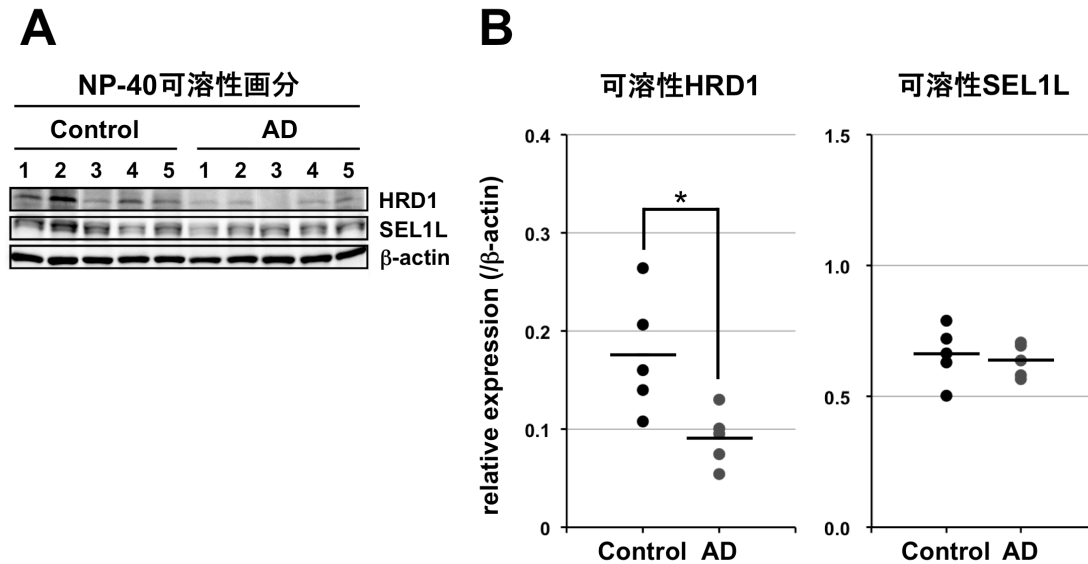 A
NP-40可溶性画分
Control AD
1 2 3 4 5 1 2 3 4 5
HRD1
SEL1L
β-actin
B
可溶性HRD1
relative expression (/β-actin)
0.4
0.3
0.2
0.1
0
*
Control AD
可溶性SEL1L
1.5
1.0
0.5
0.0
Control AD